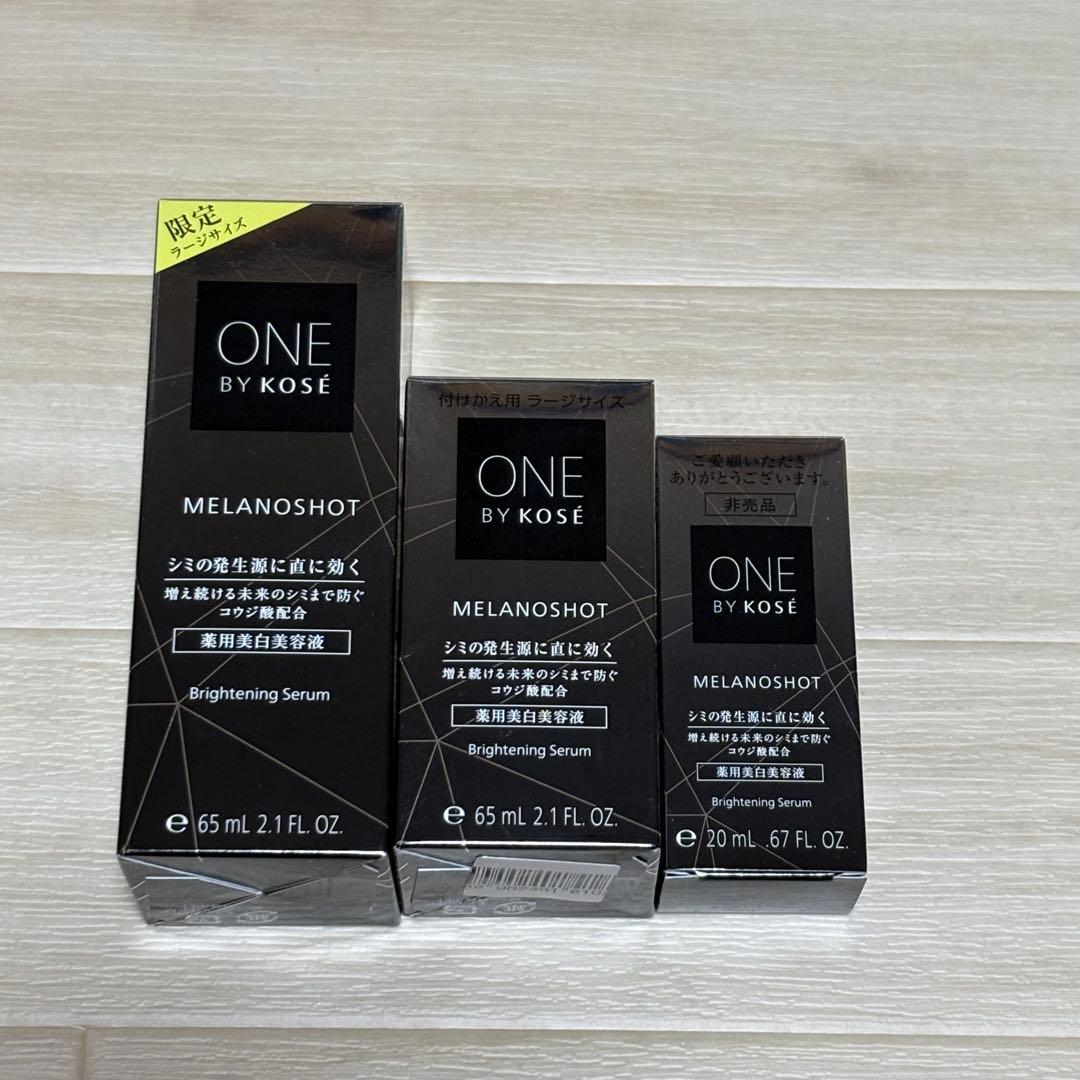 限定
ラージサイズ
ONE
BY KOSÉ
MELANOSHOT
シミの発生源に直に効く
増え続ける未来のシミまで防ぐ
コウジ酸配合
薬用美白美容液
Brightening Serum
e 65 mL 2.1 FL. OZ.
付けかえ用 ラージサイズ
ONE
BY KOSÉ
MELANOSHOT
シミの発生源に直に効く
増え続ける未来のシミまで防ぐ
コウジ酸配合
薬用美白美容液
Brightening Serum
e 65 mL 2.1 FL. OZ.
ご愛顧いただき
ありがとうございます。
非売品
ONE
BY KOSÉ
MELANOSHOT
シミの発生源に直に効く
増え続ける未来のシミまで防ぐ
コウジ酸配合
薬用美白美容液
Brightening Serum
e 20 mL .67 FL. OZ.